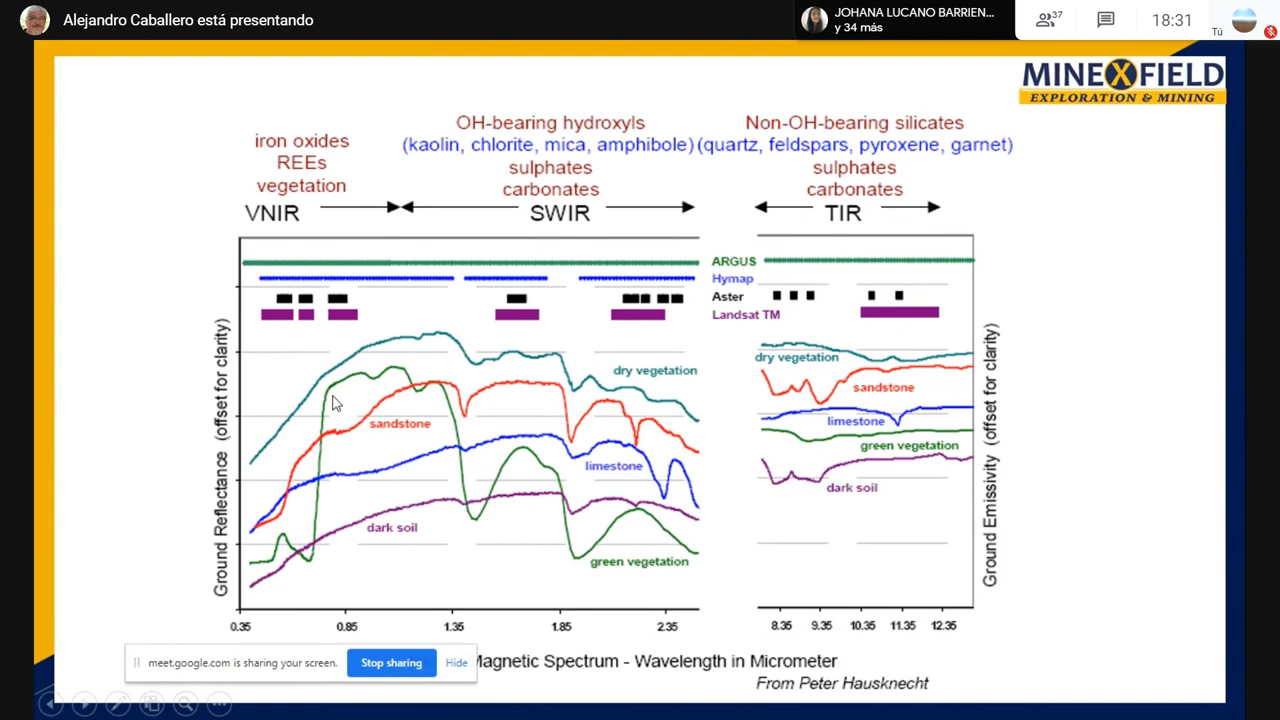 Alejandro Caballero está presentando
JOHANA LUCANO BARRIEN...
y 34 más
37
18:31
Tú
MINEXFIELD
EXPLORATION & MINING
iron oxides
REEs
vegetation
OH-bearing hydroxyls
(kaolin, chlorite, mica, amphibole)
sulphates
carbonates
Non-OH-bearing silicates
(quartz, feldspars, pyroxene, garnet)
sulphates
carbonates
VNIR
SWIR
TIR
ARGUS
Hymap
Aster
Landsat TM
Ground Reflectance (offset for clarity)
dry vegetation
sandstone
limestone
dark soil
green vegetation
dry vegetation
sandstone
limestone
green vegetation
dark soil
Ground Emissivity (offset for clarity)
0.35
0.85
1.35
1.85
2.35
8.35
9.35
10.35
11.35
12.35
meet.google.com is sharing your screen.
Stop sharing
Hide
Magnetic Spectrum - Wavelength in Micrometer
From Peter Hausknecht